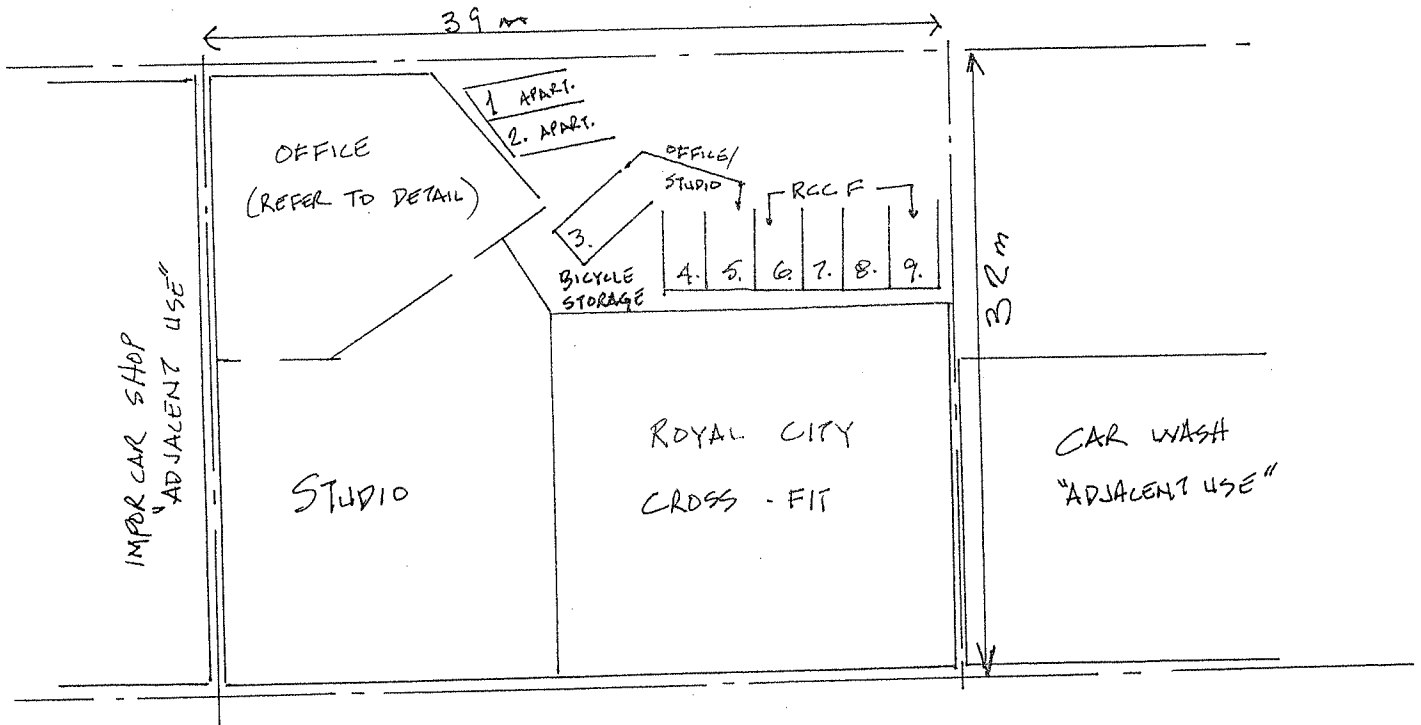 39 m
1 APART.
2. APART.
OFFICE
(REFER TO DETAIL)
OFFICE/
STUDIO
RCCF
3.
4. 5. 6. 7. 8. 9.
BICYCLE
STORAGE
32m
IMPOR CAR SHOP
"ADJACENT USE"
STUDIO
ROYAL CITY
CROSS - FIT
CAR WASH
"ADJACENT USE"